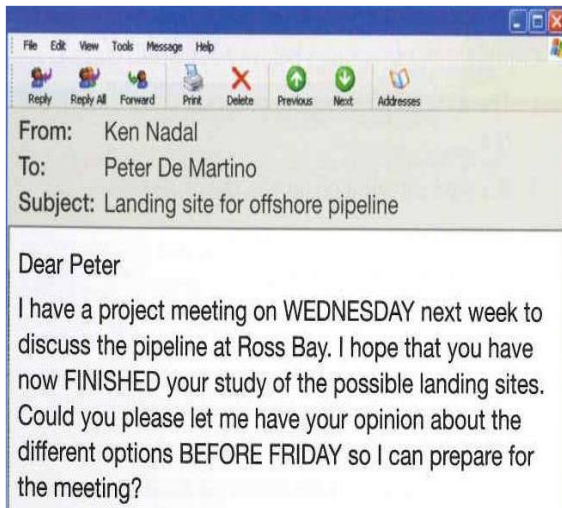 File Edit View Tools Message Help
Reply Reply All Forward Print Delete Previous Next Addresses
From: Ken Nadal
To: Peter De Martino
Subject: Landing site for offshore pipeline
Dear Peter
I have a project meeting on WEDNESDAY next week to
discuss the pipeline at Ross Bay. I hope that you have
now FINISHED your study of the possible landing sites.
Could you please let me have your opinion about the
different options BEFORE FRIDAY so I can prepare for
the meeting?